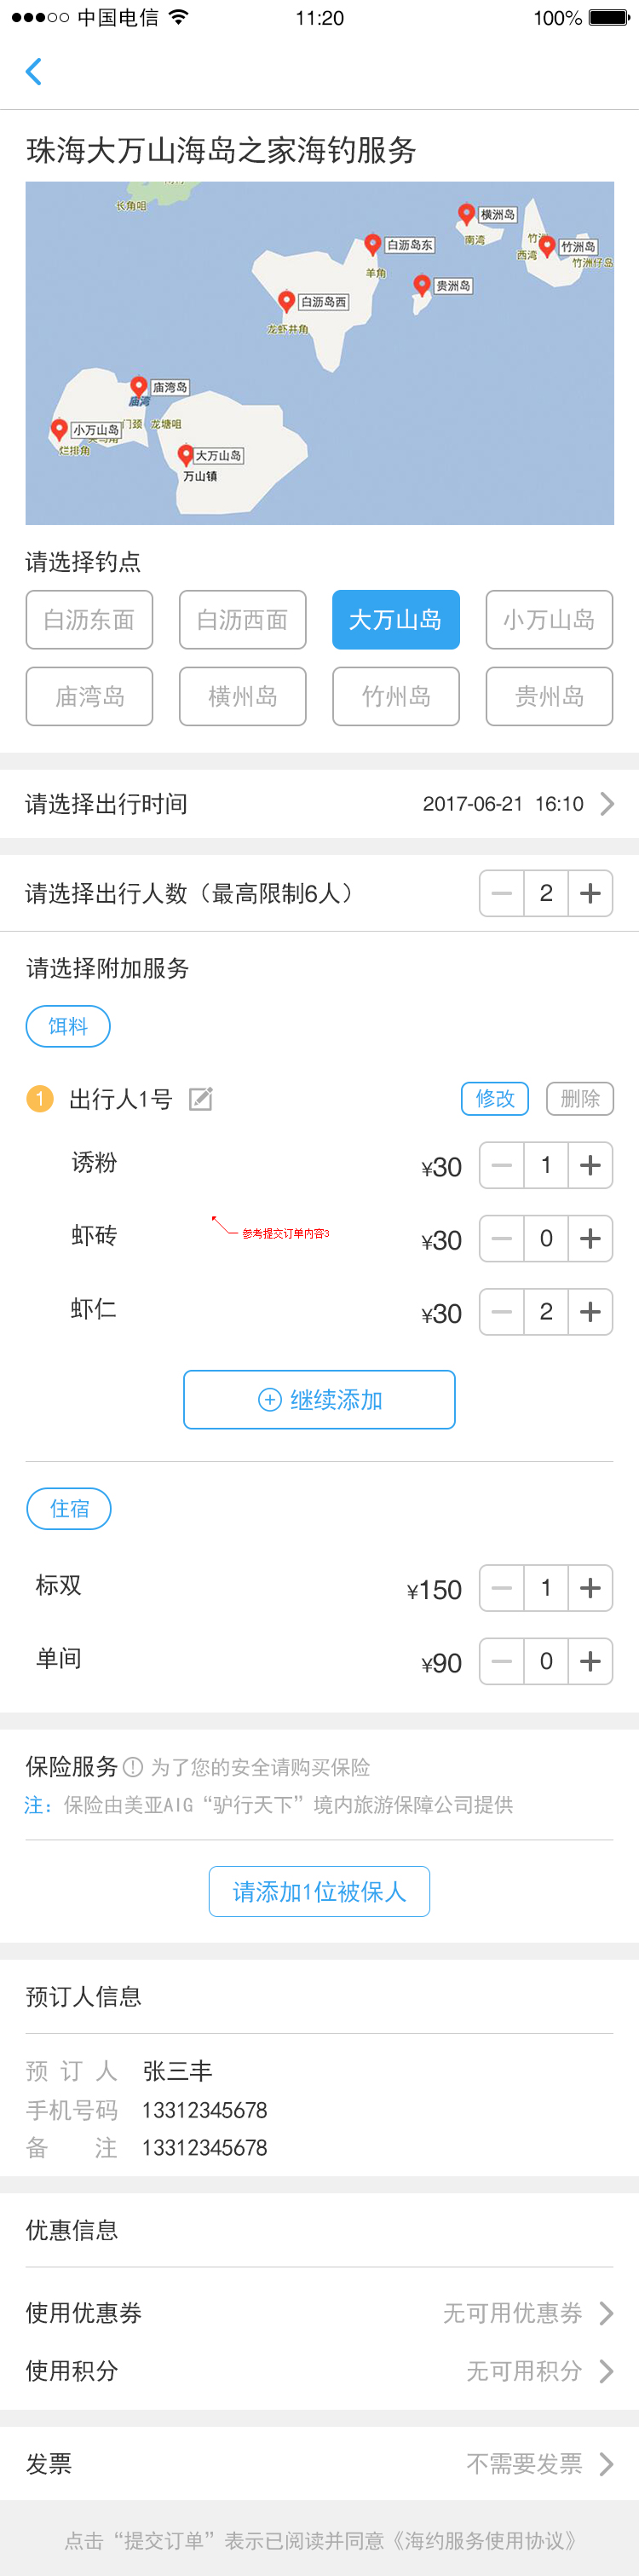 中国电信 11:20 100%
珠海大万山海岛之家海钓服务
长角咀
横洲岛
南湾
白沥岛东
羊角
竹洲岛
西湾
竹洲仔岛
贵洲岛
白沥岛西
龙虾井角
庙湾岛
庙湾
小万山岛
门颈
龙塘咀
烂排角
大万山岛
万山镇
请选择钓点
白沥东面 白沥西面 大万山岛 小万山岛
庙湾岛 横州岛 竹州岛 贵州岛
请选择出行时间 2017-06-21 16:10
请选择出行人数（最高限制6人） 2
请选择附加服务
饵料
1 出行人1号 修改 删除
诱粉 ¥30 1
参考提交订单内容3
虾砖 ¥30 0
虾仁 ¥30 2
继续添加
住宿
标双 ¥150 1
单间 ¥90 0
保险服务 为了您的安全请购买保险
注：保险由美亚AIG“驴行天下”境内旅游保障公司提供
请添加1位被保人
预订人信息
预 订 人 张三丰
手机号码 13312345678
备 注 13312345678
优惠信息
使用优惠券 无可用优惠券
使用积分 无可用积分
发票 不需要发票
点击“提交订单”表示已阅读并同意《海约服务使用协议》